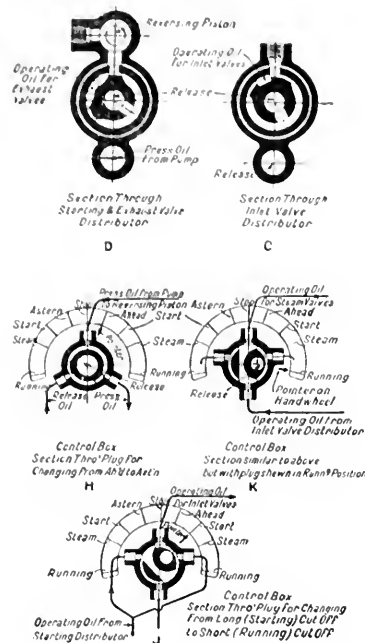 Reversing Piston
Operating Oil For Exhaust Valves
Operating Oil for Inlet Valves
Release
Press Oil From Pump
Release
Section Through
Starting & Exhaust Valve
Distributor
D
Section Through
Inlet Valve
Distributor
C
Press Oil From Pump
To Reversing Piston
Stop
Astern
Ahead
Start
Start
Steam
Steam
Running
Running
Release Oil
Press Oil
Release
Control Box
Section Thro' Plug For
Changing From Ah'd to Ast'n
H
Operating Oil
for Steam Valves
Stop
Astern
Ahead
Start
Steam
Running
Release
Pointer on
Handwheel
Operating Oil From
Inlet Valve Distributor
Control Box
Section similar to above
but with plug shewn in Runn'g Position
K
Operating Oil
For Inlet Valves
Stop
Astern
Ahead
Start
Start
Steam
Steam
Running
Running
Operating Oil From
Starting Distributor
J
Control Box
Section Thro' Plug For Changing
From Long (Starting) Cut Off
to Short (Running) Cut Off